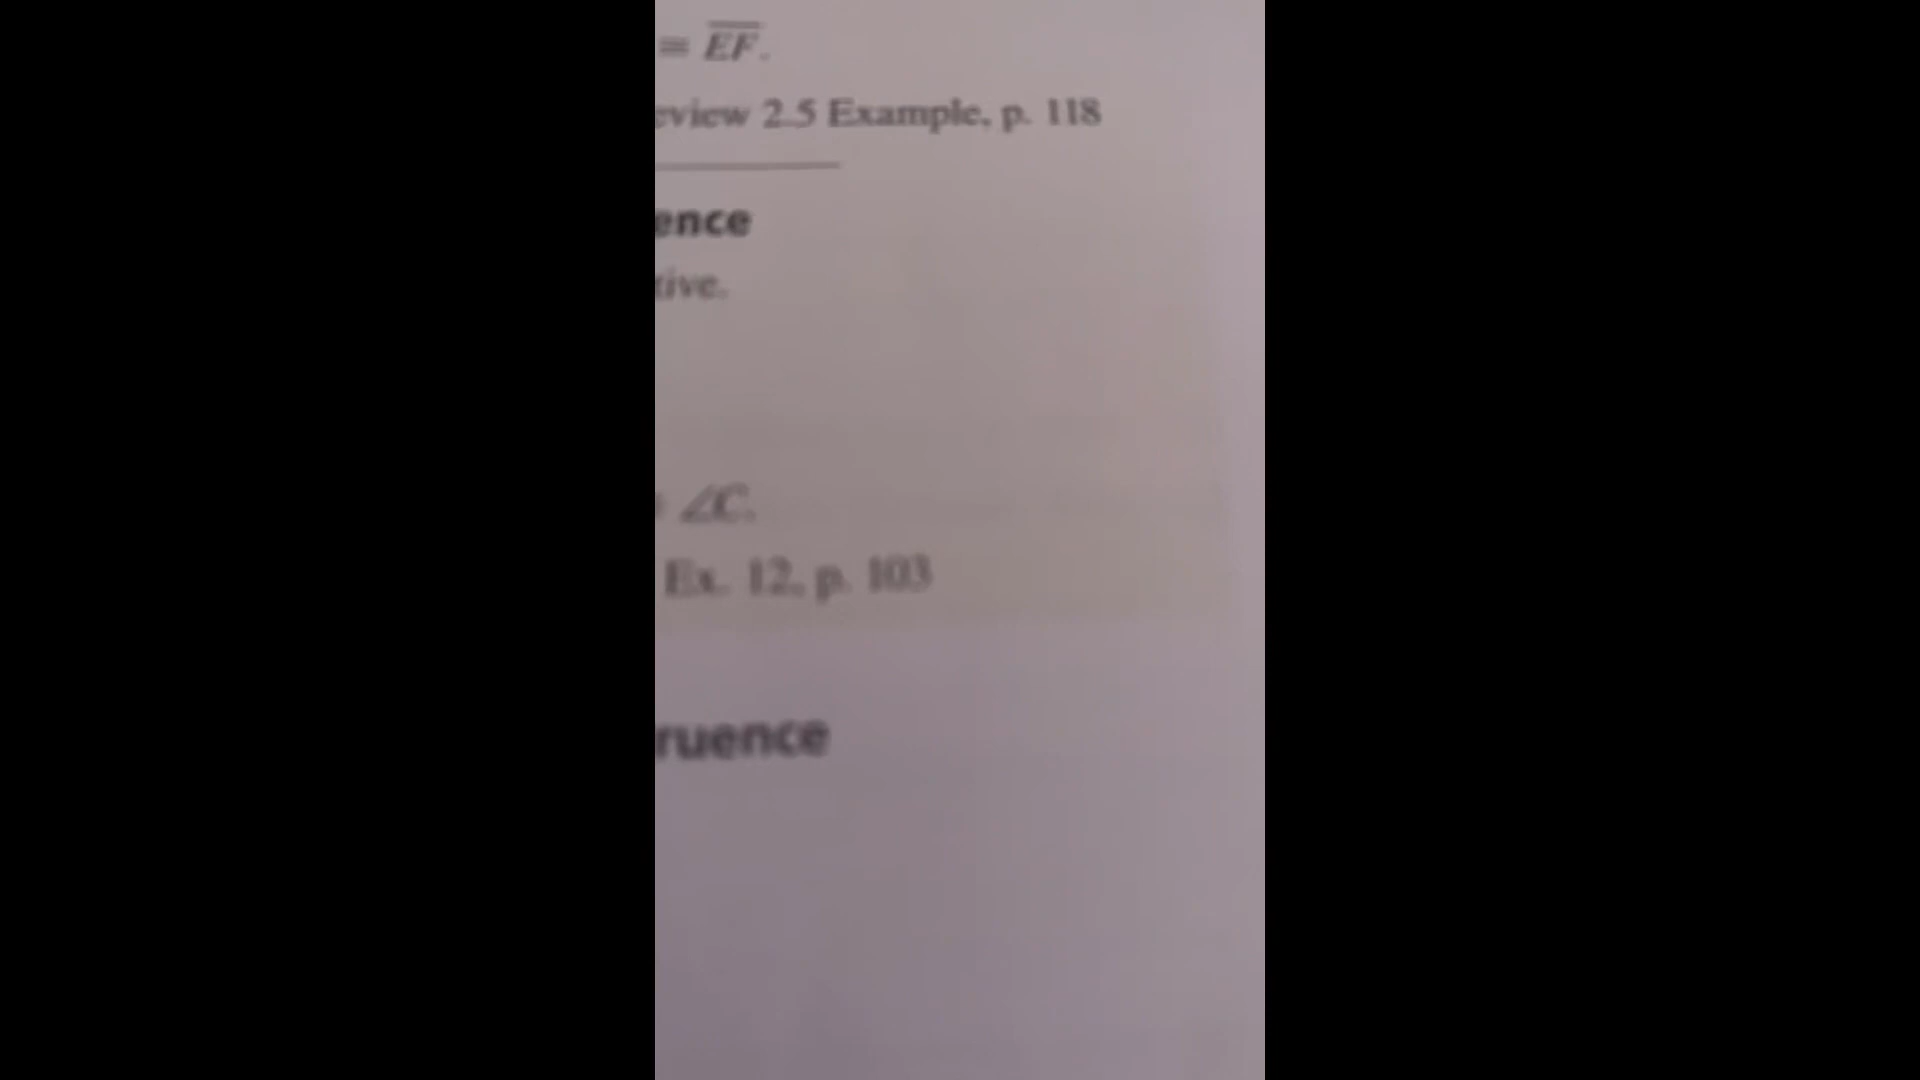 ≅ EF.
eview 2.5 Example, p. 118
ence
tive.
∠C.
Ex. 12, p. 103
ruence